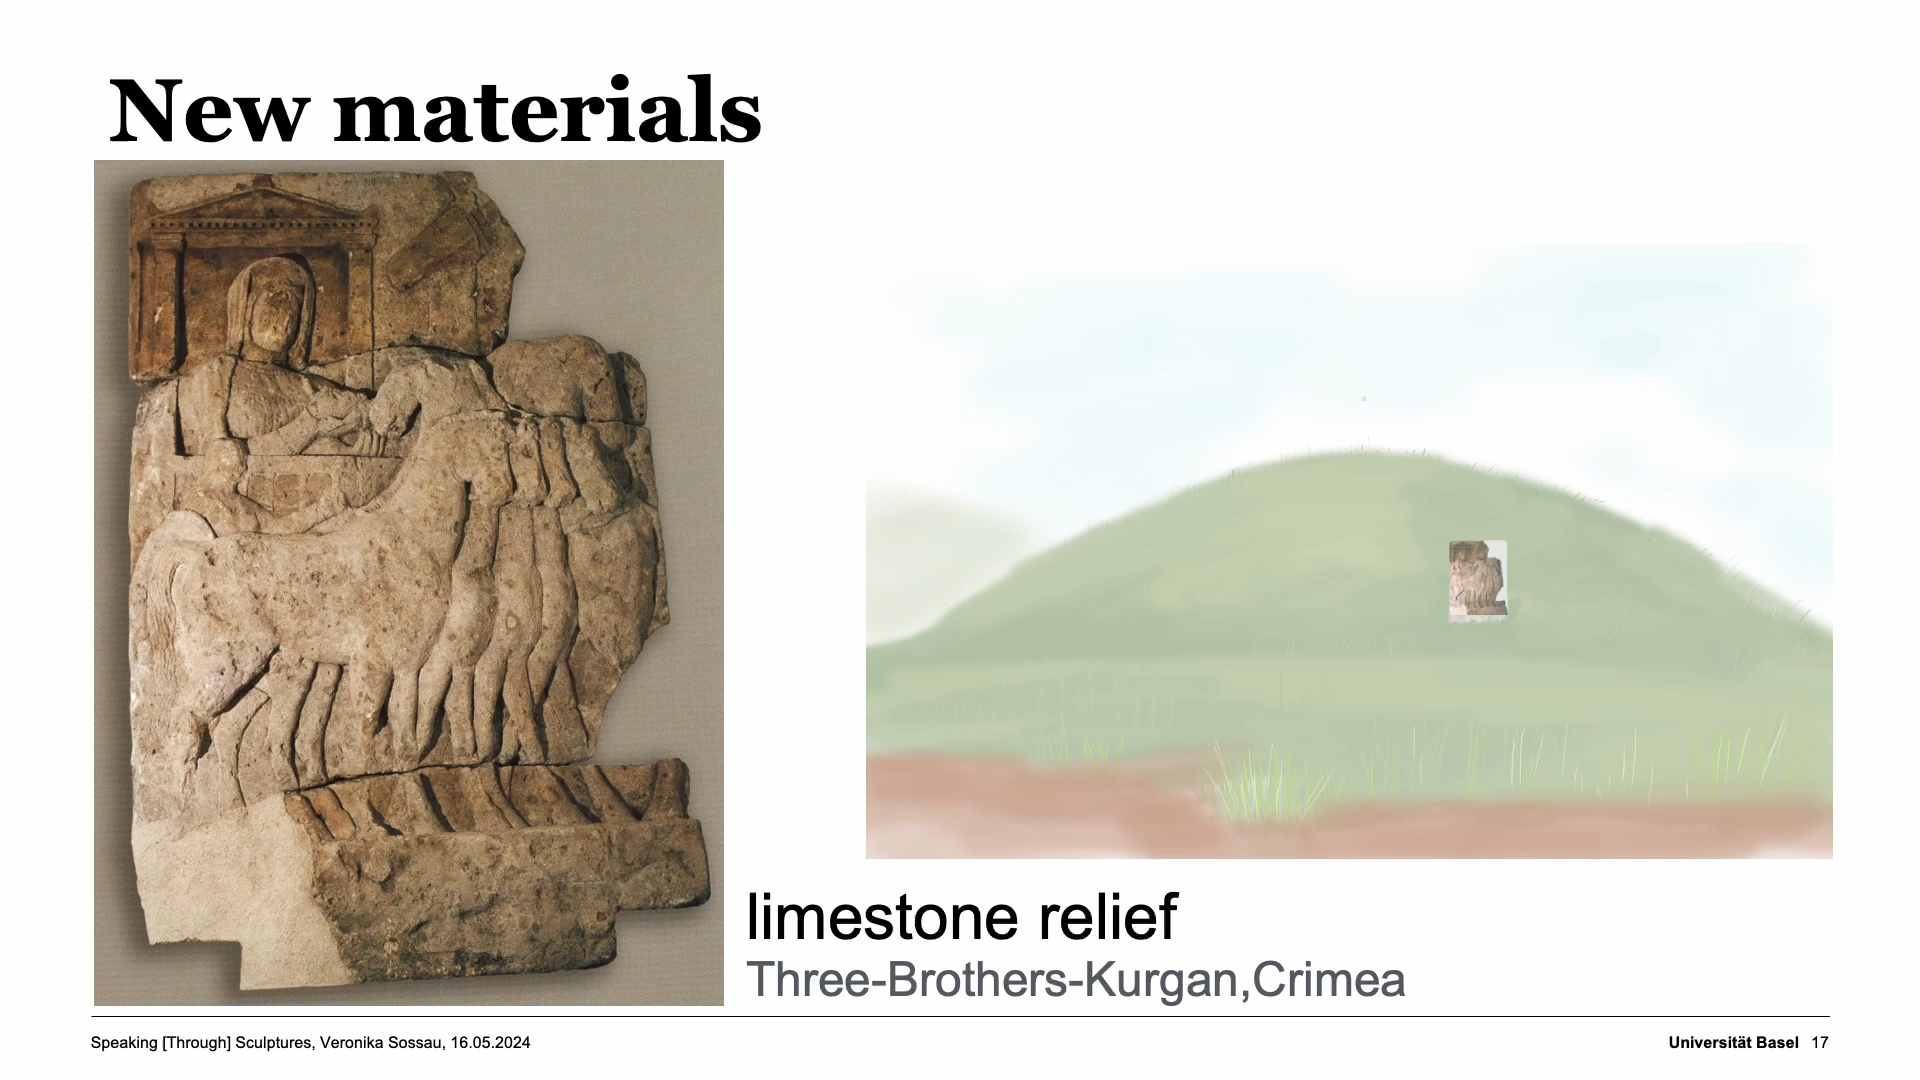 New materials
limestone relief
Three-Brothers-Kurgan,Crimea
Speaking [Through] Sculptures, Veronika Sossau, 16.05.2024
Universität Basel 17